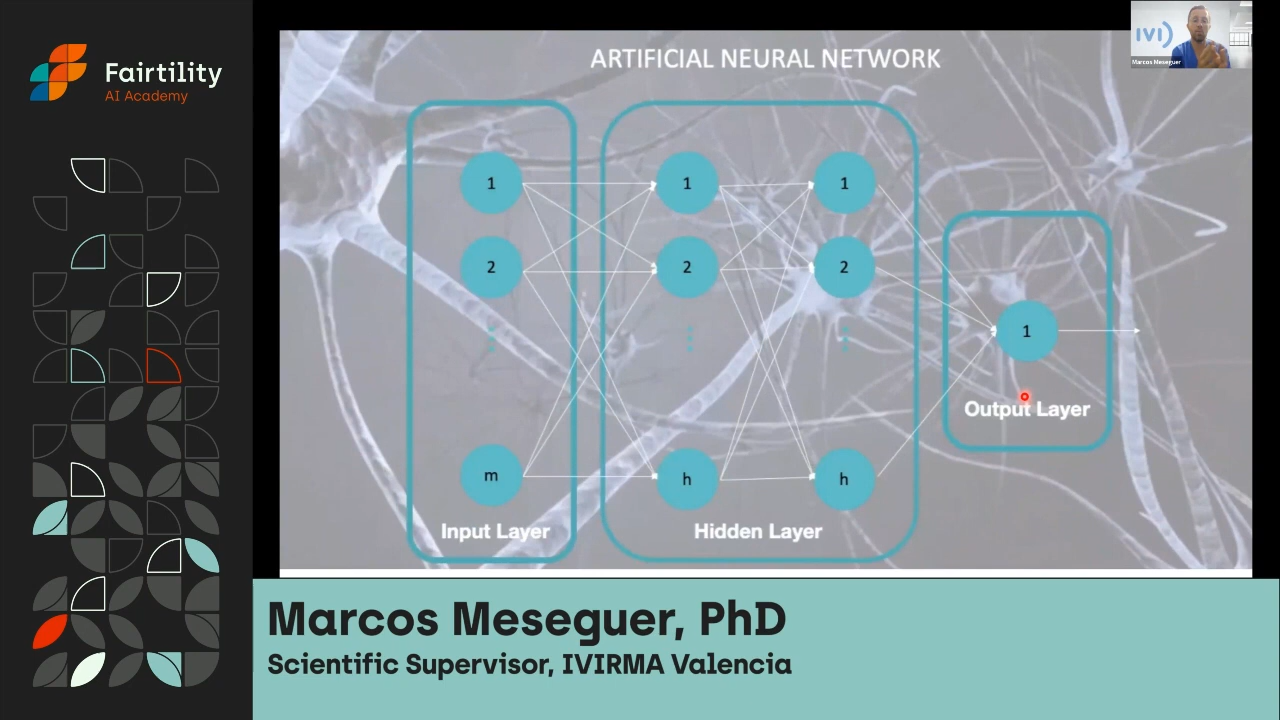 Fairtility
AI Academy
ARTIFICIAL NEURAL NETWORK
IVI
Marcos Meseguer
1 1 1
2 2 2
1
Output Layer
m h h
Input Layer Hidden Layer
Marcos Meseguer, PhD
Scientific Supervisor, IVIRMA Valencia